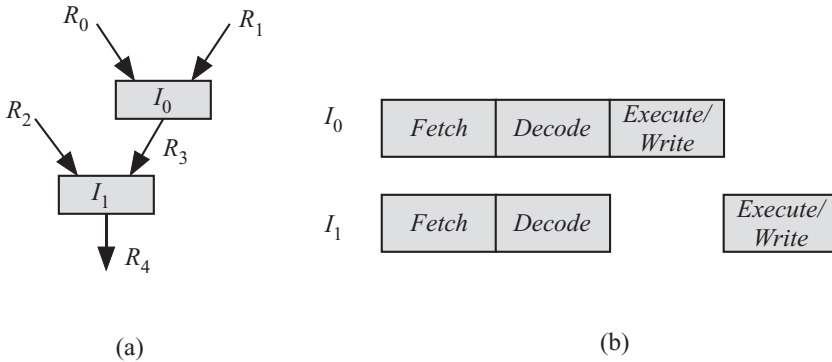 R0 R1
I0
R2
R3
I1
R4
(a)
I0 Fetch Decode Execute/
Write
I1 Fetch Decode Execute/
Write
(b)